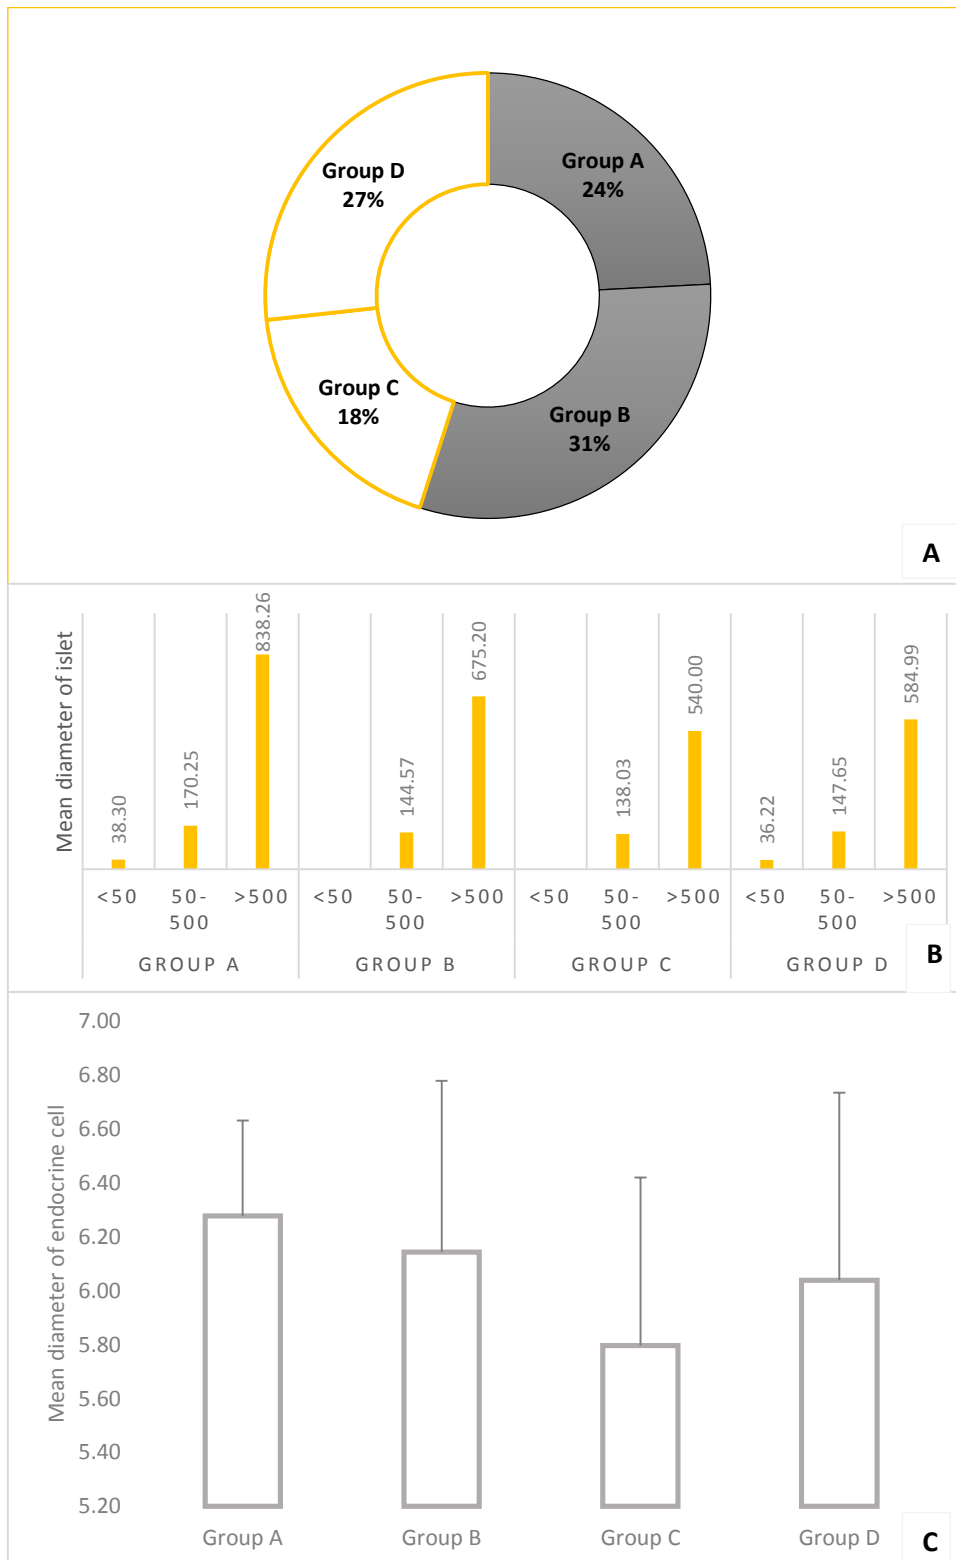 Group D
27%
Group A
24%
Group C
18%
Group B
31%
A
Mean diameter of islet
38.30
170.25
838.26
144.57
675.20
138.03
540.00
36.22
147.65
584.99
<50
50-
500
>500
<50
50-
500
>500
<50
50-
500
>500
<50
50-
500
>500
GROUP A
GROUP B
GROUP C
GROUP D
B
Mean diameter of endocrine cell
7.00
6.80
6.60
6.40
6.20
6.00
5.80
5.60
5.40
5.20
Group A
Group B
Group C
Group D
C